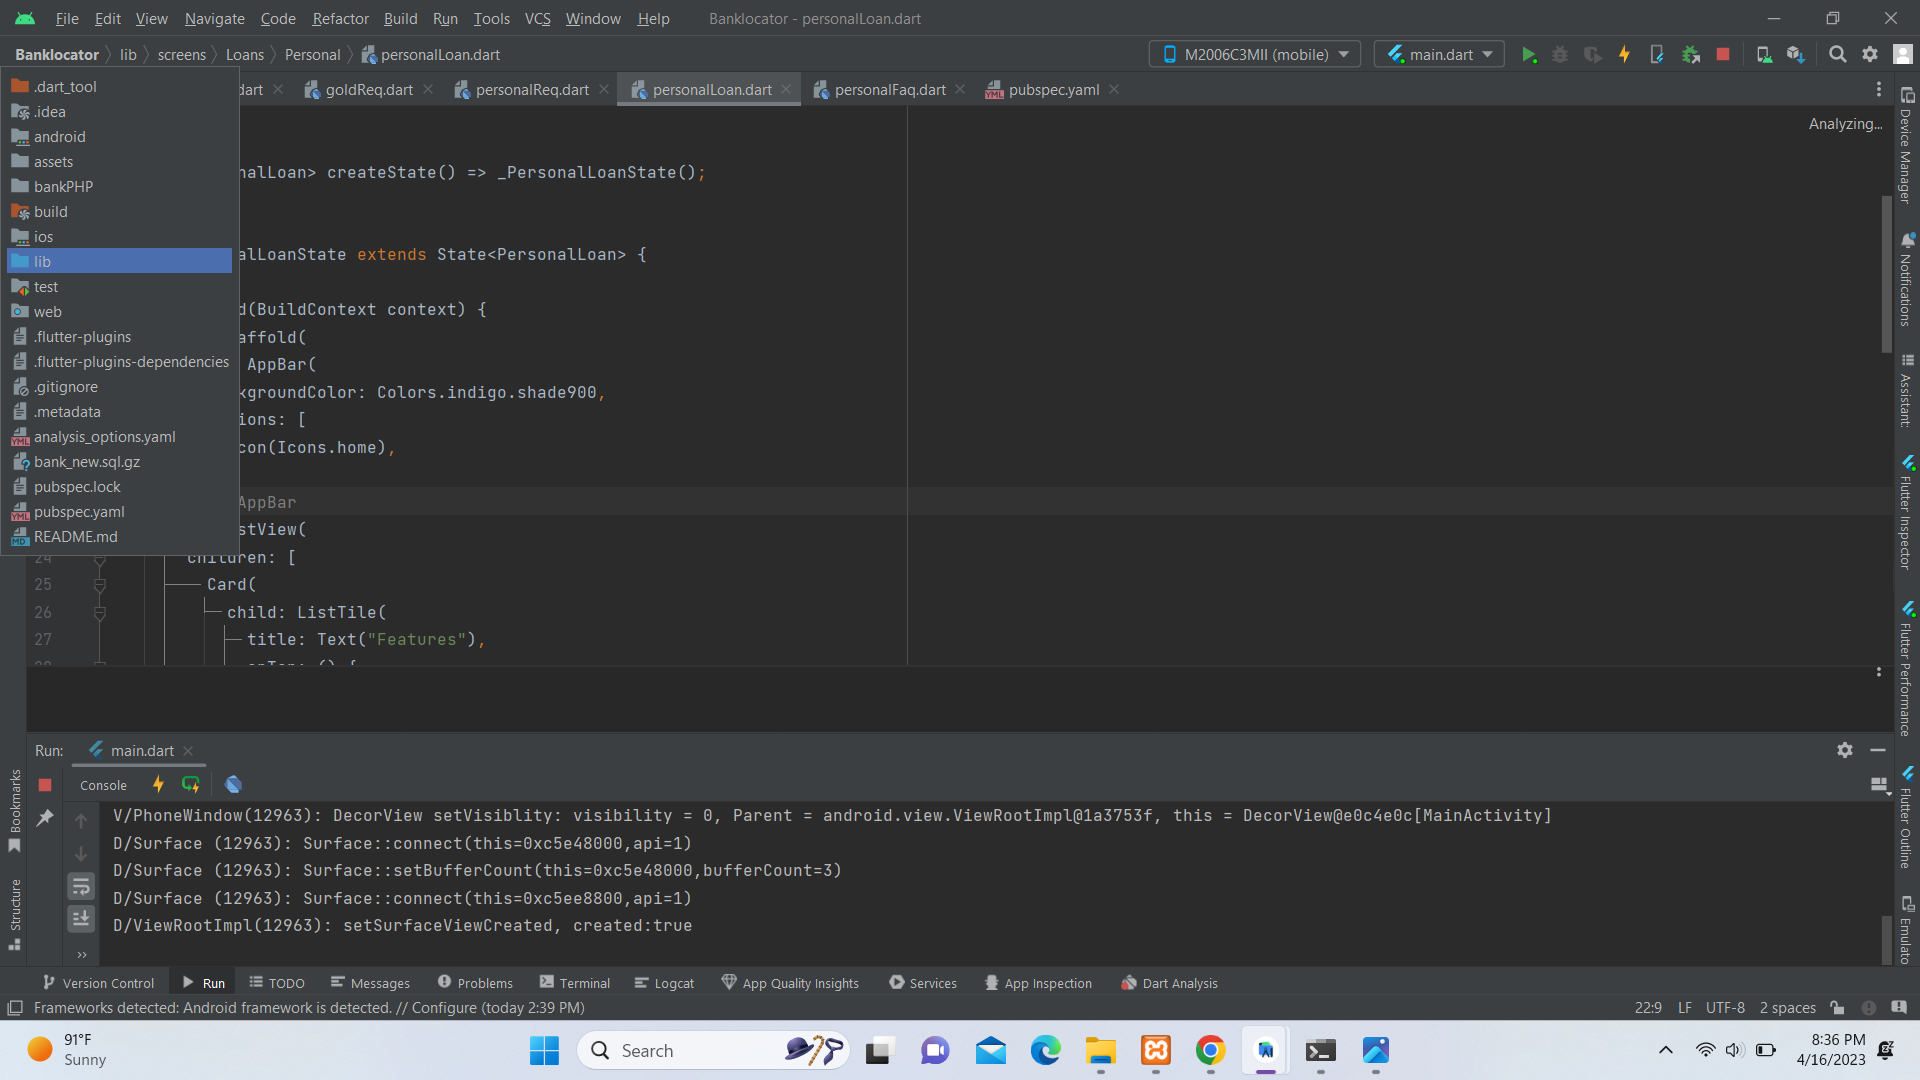 File Edit View Navigate Code Refactor Build Run Tools VCS Window Help Banklocator - personalLoan.dart
Banklocator lib screens Loans Personal personalLoan.dart M2006C3MII (mobile) main.dart
dart goldReq.dart personalReq.dart personalLoan.dart personalFaq.dart pubspec.yaml
.dart_tool
.idea
android
assets
bankPHP
build
ios
lib
test
web
.flutter-plugins
.flutter-plugins-dependencies
.gitignore
.metadata
analysis_options.yaml
bank_new.sql.gz
pubspec.lock
pubspec.yaml
README.md
Analyzing...
nalLoan> createState() => _PersonalLoanState();
alLoanState extends State<PersonalLoan> {
d(BuildContext context) {
affold(
AppBar(
kgroundColor: Colors.indigo.shade900,
ions: [
con(Icons.home),
AppBar
stView(
24 children: [
25 Card(
26 child: ListTile(
27 title: Text("Features"),
28 onTap: () {
Device Manager
Notifications
Assistant:
Flutter Inspector
Flutter Performance
Flutter Outline
Emulato
Bookmarks
Structure
Run: main.dart
Console
V/PhoneWindow(12963): DecorView setVisiblity: visibility = 0, Parent = android.view.ViewRootImpl@1a3753f, this = DecorView@e0c4e0c[MainActivity]
D/Surface (12963): Surface::connect(this=0xc5e48000,api=1)
D/Surface (12963): Surface::setBufferCount(this=0xc5e48000,bufferCount=3)
D/Surface (12963): Surface::connect(this=0xc5ee8800,api=1)
D/ViewRootImpl(12963): setSurfaceViewCreated, created:true
Version Control Run TODO Messages Problems Terminal Logcat App Quality Insights Services App Inspection Dart Analysis
Frameworks detected: Android framework is detected. // Configure (today 2:39 PM) 22:9 LF UTF-8 2 spaces
91°F
Sunny
Search
8:36 PM
4/16/2023